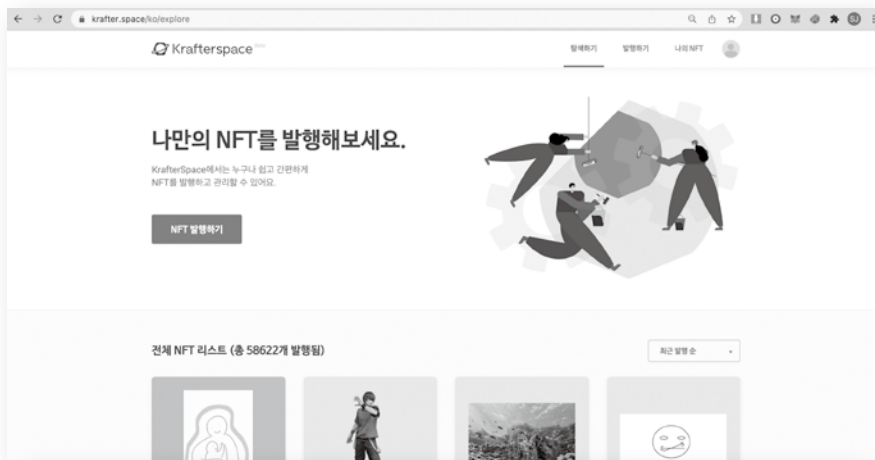 krafter.space/ko/explore
SJ
Krafterspace Beta
탐색하기 발행하기 나의 NFT
나만의 NFT를 발행해보세요.
KrafterSpace에서는 누구나 쉽고 간편하게
NFT를 발행하고 관리할 수 있어요.
NFT 발행하기
전체 NFT 리스트 (총 58622개 발행됨)
최근 발행 순